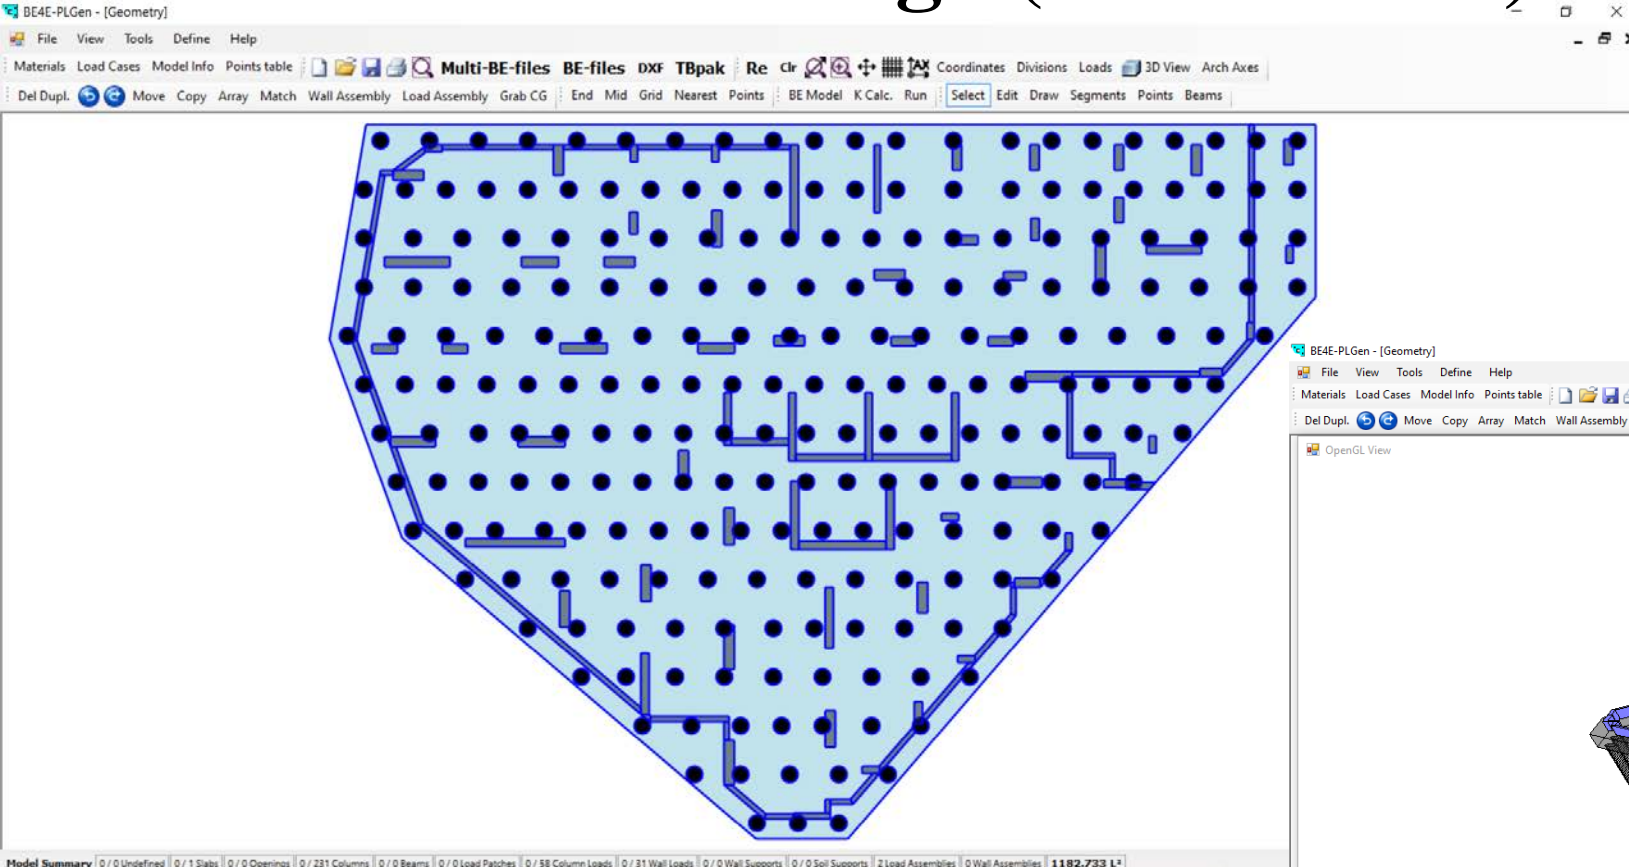 BE4E-PLGen - [Geometry]
File View Tools Define Help
Materials Load Cases Model Info Points table Multi-BE-files BE-files DXF TBpak Re Clr Coordinates Divisions Loads 3D View Arch Axes
Del Dupl. Move Copy Array Match Wall Assembly Load Assembly Grab CG End Mid Grid Nearest Points BE Model K Calc. Run Select Edit Draw Segments Points Beams
BE4E-PLGen - [Geometry]
File View Tools Define Help
Materials Load Cases Model Info Points table
Del Dupl. Move Copy Array Match Wall Assembly
OpenGL View
Model Summary 0 / 0 Undefined 0 / 1 Slabs 0 / 0 Openings 0 / 231 Columns 0 / 0 Beams 0 / 0 Load Patches 0 / 58 Column Loads 0 / 31 Wall Loads 0 / 0 Wall Supports 0 / 0 Soil Supports 2 Load Assemblies 0 Wall Assemblies 1182.733 L²